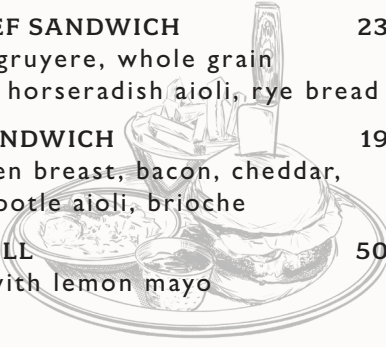 EF SANDWICH 23
gruyere, whole grain
horseradish aioli, rye bread
NDWICH 19
en breast, bacon, cheddar,
potle aioli, brioche
LL 50
with lemon mayo